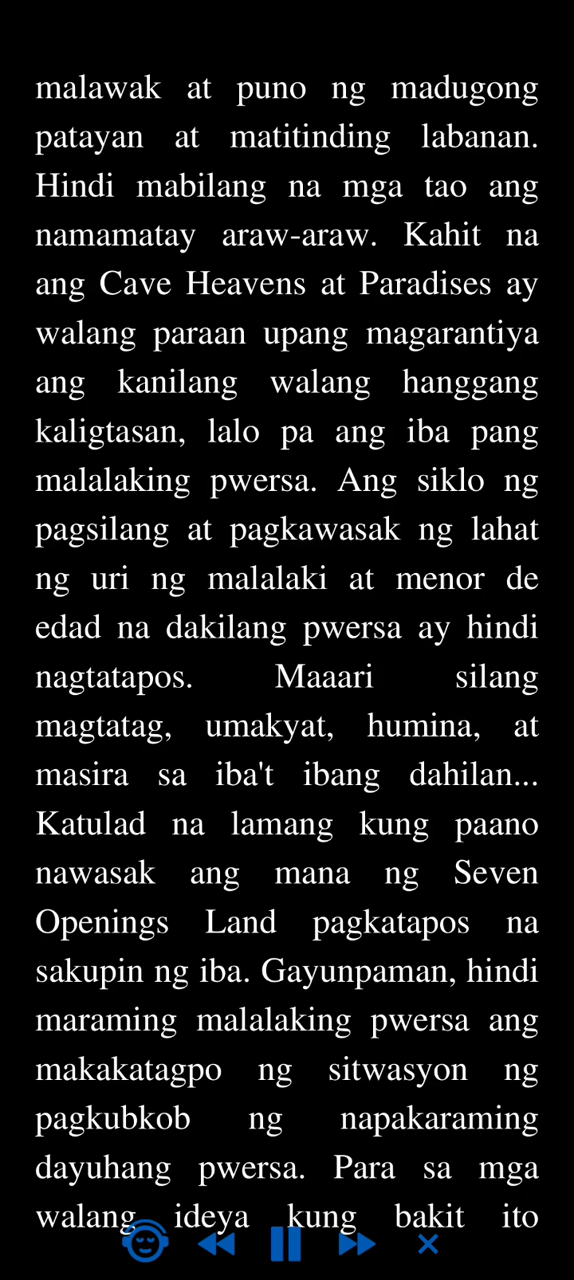 malawak at puno ng madugong
patayan at matitinding labanan.
Hindi mabilang na mga tao ang
namamatay araw-araw. Kahit na
ang Cave Heavens at Paradises ay
walang paraan upang magarantiya
ang kanilang walang hanggang
kaligtasan, lalo pa ang iba pang
malalaking pwersa. Ang siklo ng
pagsilang at pagkawasak ng lahat
ng uri ng malalaki at menor de
edad na dakilang pwersa ay hindi
nagtatapos. Maaari silang
magtatag, umakyat, humina, at
masira sa iba't ibang dahilan...
Katulad na lamang kung paano
nawasak ang mana ng Seven
Openings Land pagkatapos na
sakupin ng iba. Gayunpaman, hindi
maraming malalaking pwersa ang
makakatagpo ng sitwasyon ng
pagkubkob ng napakaraming
dayuhang pwersa. Para sa mga
walang ideya kung bakit ito